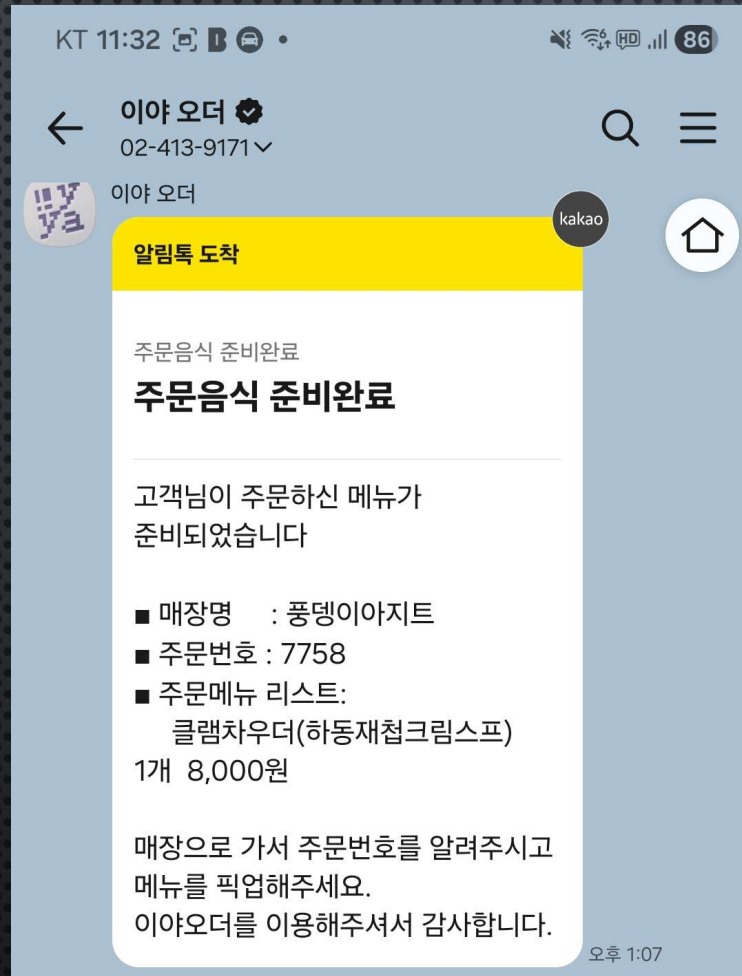 KT 11:32
HD
86
이야 오더
02-413-9171
이야 오더
kakao
알림톡 도착
주문음식 준비완료
주문음식 준비완료
고객님이 주문하신 메뉴가
준비되었습니다
■ 매장명 : 풍뎅이아지트
■ 주문번호 : 7758
■ 주문메뉴 리스트:
클램차우더(하동재첩크림스프)
1개 8,000원
매장으로 가서 주문번호를 알려주시고
메뉴를 픽업해주세요.
이야오더를 이용해주셔서 감사합니다.
오후 1:07